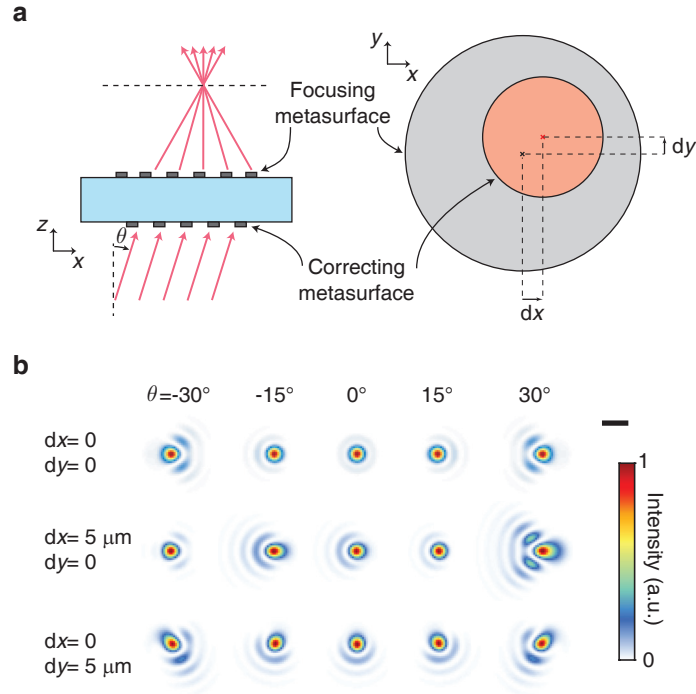 a
Focusing
metasurface
z
x
θ
Correcting
metasurface
y
x
dy
dx
b
θ=-30° -15° 0° 15° 30°
dx= 0
dy= 0
dx= 5 μm
dy= 0
dx= 0
dy= 5 μm
1
Intensity (a.u.)
0